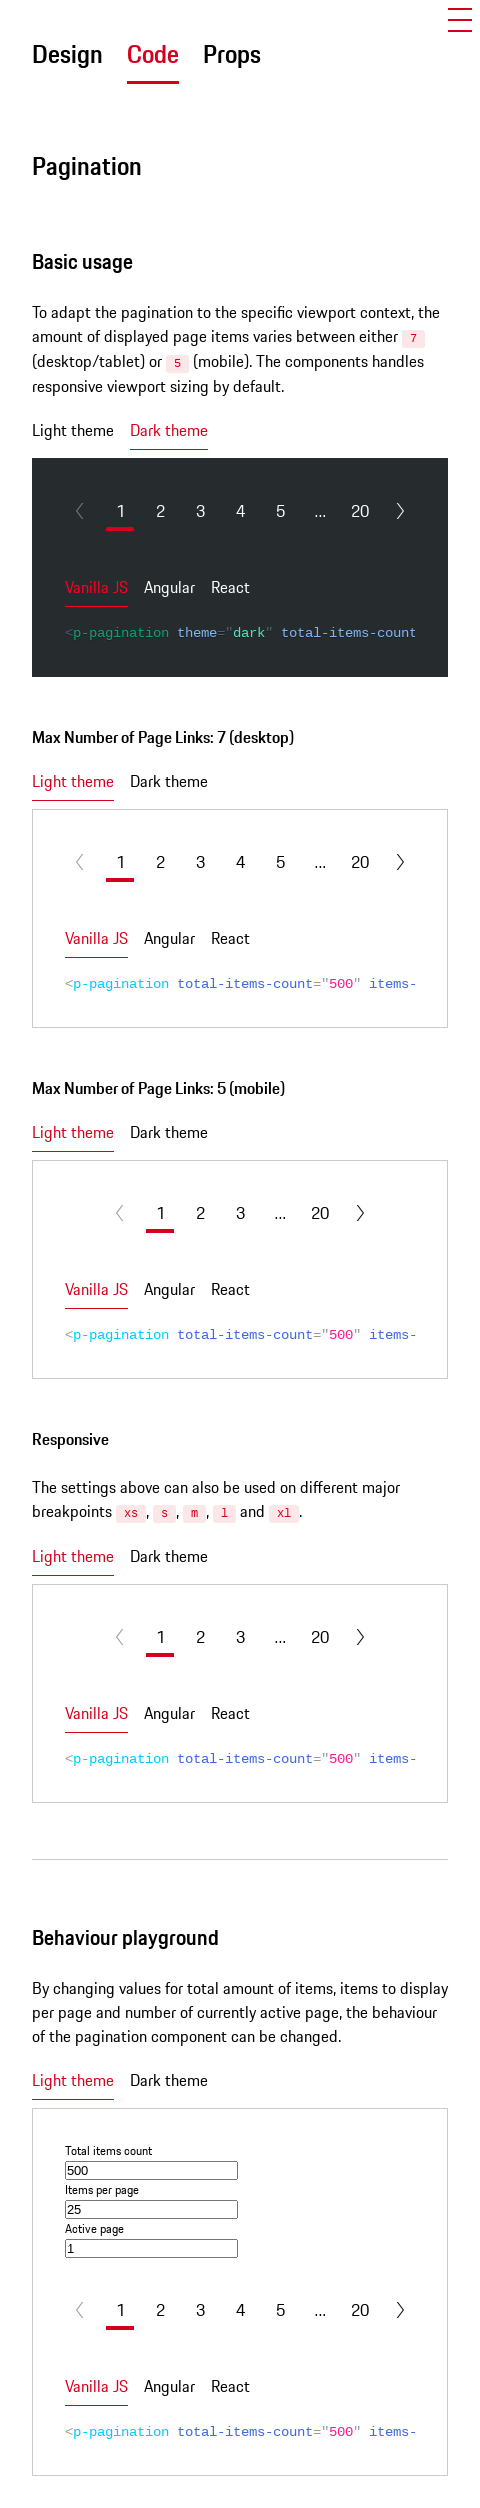 Design Code Props
Pagination
Basic usage
To adapt the pagination to the specific viewport context, the
amount of displayed page items varies between either 7
(desktop/tablet) or 5 (mobile). The components handles
responsive viewport sizing by default.
Light theme Dark theme
1 2 3 4 5 ... 20
Vanilla JS Angular React
<p-pagination theme="dark" total-items-count
Max Number of Page Links: 7 (desktop)
Light theme Dark theme
1 2 3 4 5 ... 20
Vanilla JS Angular React
<p-pagination total-items-count="500" items-
Max Number of Page Links: 5 (mobile)
Light theme Dark theme
1 2 3 ... 20
Vanilla JS Angular React
<p-pagination total-items-count="500" items-
Responsive
The settings above can also be used on different major
breakpoints xs, s, m, l and xl.
Light theme Dark theme
1 2 3 ... 20
Vanilla JS Angular React
<p-pagination total-items-count="500" items-
Behaviour playground
By changing values for total amount of items, items to display
per page and number of currently active page, the behaviour
of the pagination component can be changed.
Light theme Dark theme
Total items count
500
Items per page
25
Active page
1
1 2 3 4 5 ... 20
Vanilla JS Angular React
<p-pagination total-items-count="500" items-